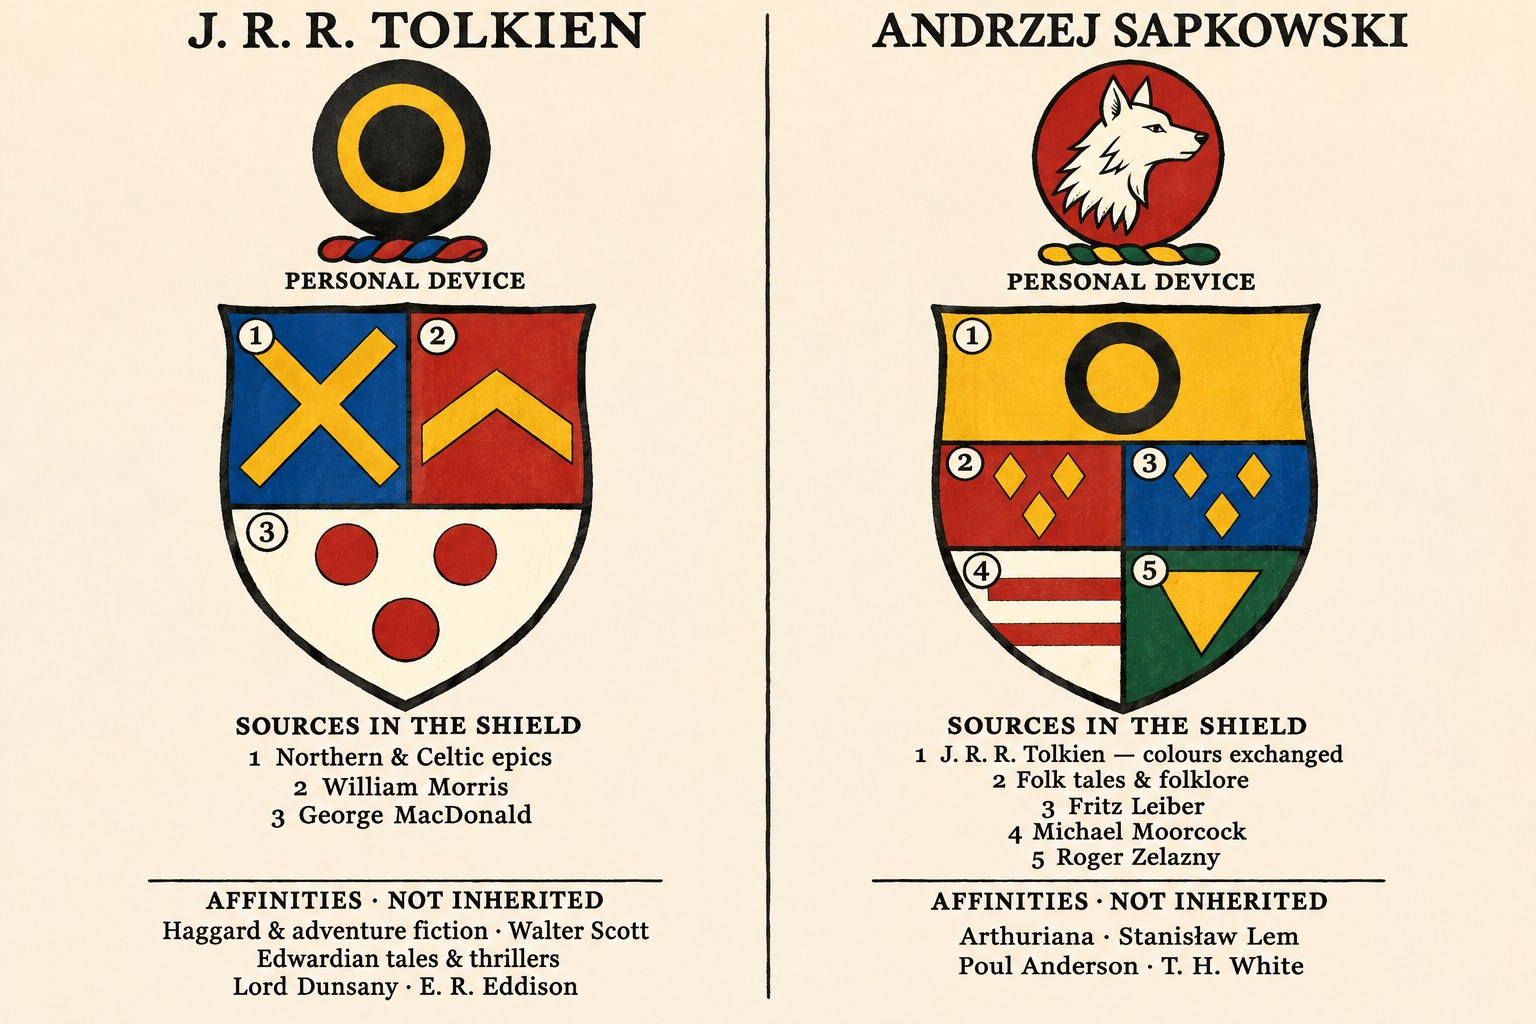 J. R. R. TOLKIEN
PERSONAL DEVICE
1
2
3
SOURCES IN THE SHIELD
1 Northern & Celtic epics
2 William Morris
3 George MacDonald
AFFINITIES · NOT INHERITED
Haggard & adventure fiction · Walter Scott
Edwardian tales & thrillers
Lord Dunsany · E. R. Eddison
ANDRZEJ SAPKOWSKI
PERSONAL DEVICE
1
2
3
4
5
SOURCES IN THE SHIELD
1 J. R. R. Tolkien — colours exchanged
2 Folk tales & folklore
3 Fritz Leiber
4 Michael Moorcock
5 Roger Zelazny
AFFINITIES · NOT INHERITED
Arthuriana · Stanisław Lem
Poul Anderson · T. H. White